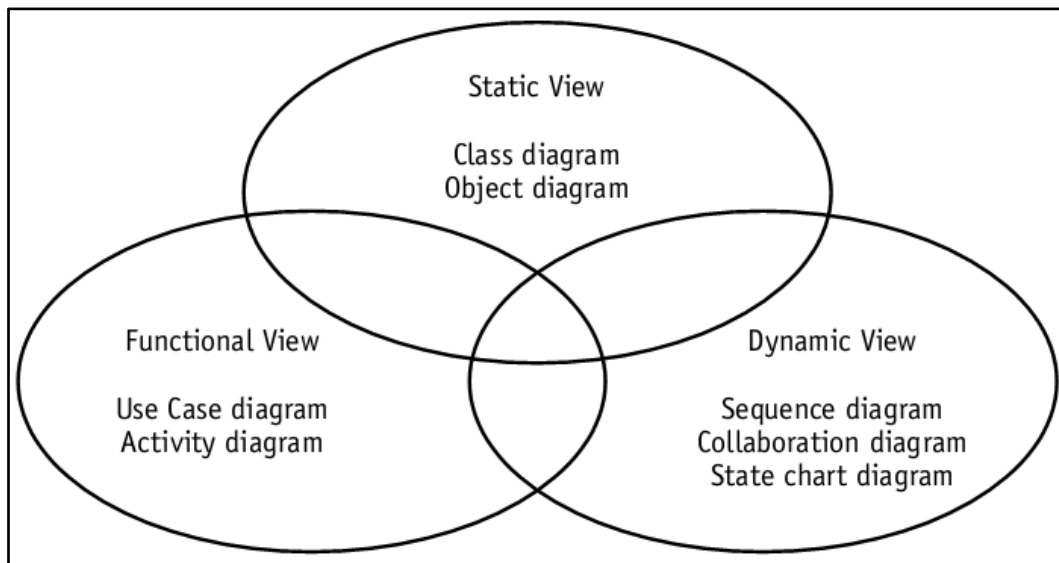 Static View
Class diagram
Object diagram
Functional View
Use Case diagram
Activity diagram
Dynamic View
Sequence diagram
Collaboration diagram
State chart diagram